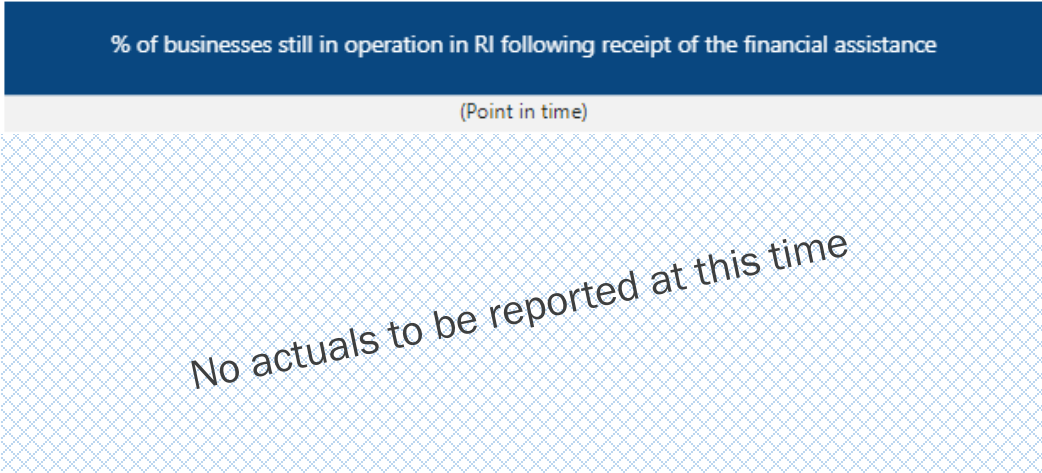 % of businesses still in operation in RI following receipt of the financial assistance
(Point in time)
No actuals to be reported at this time